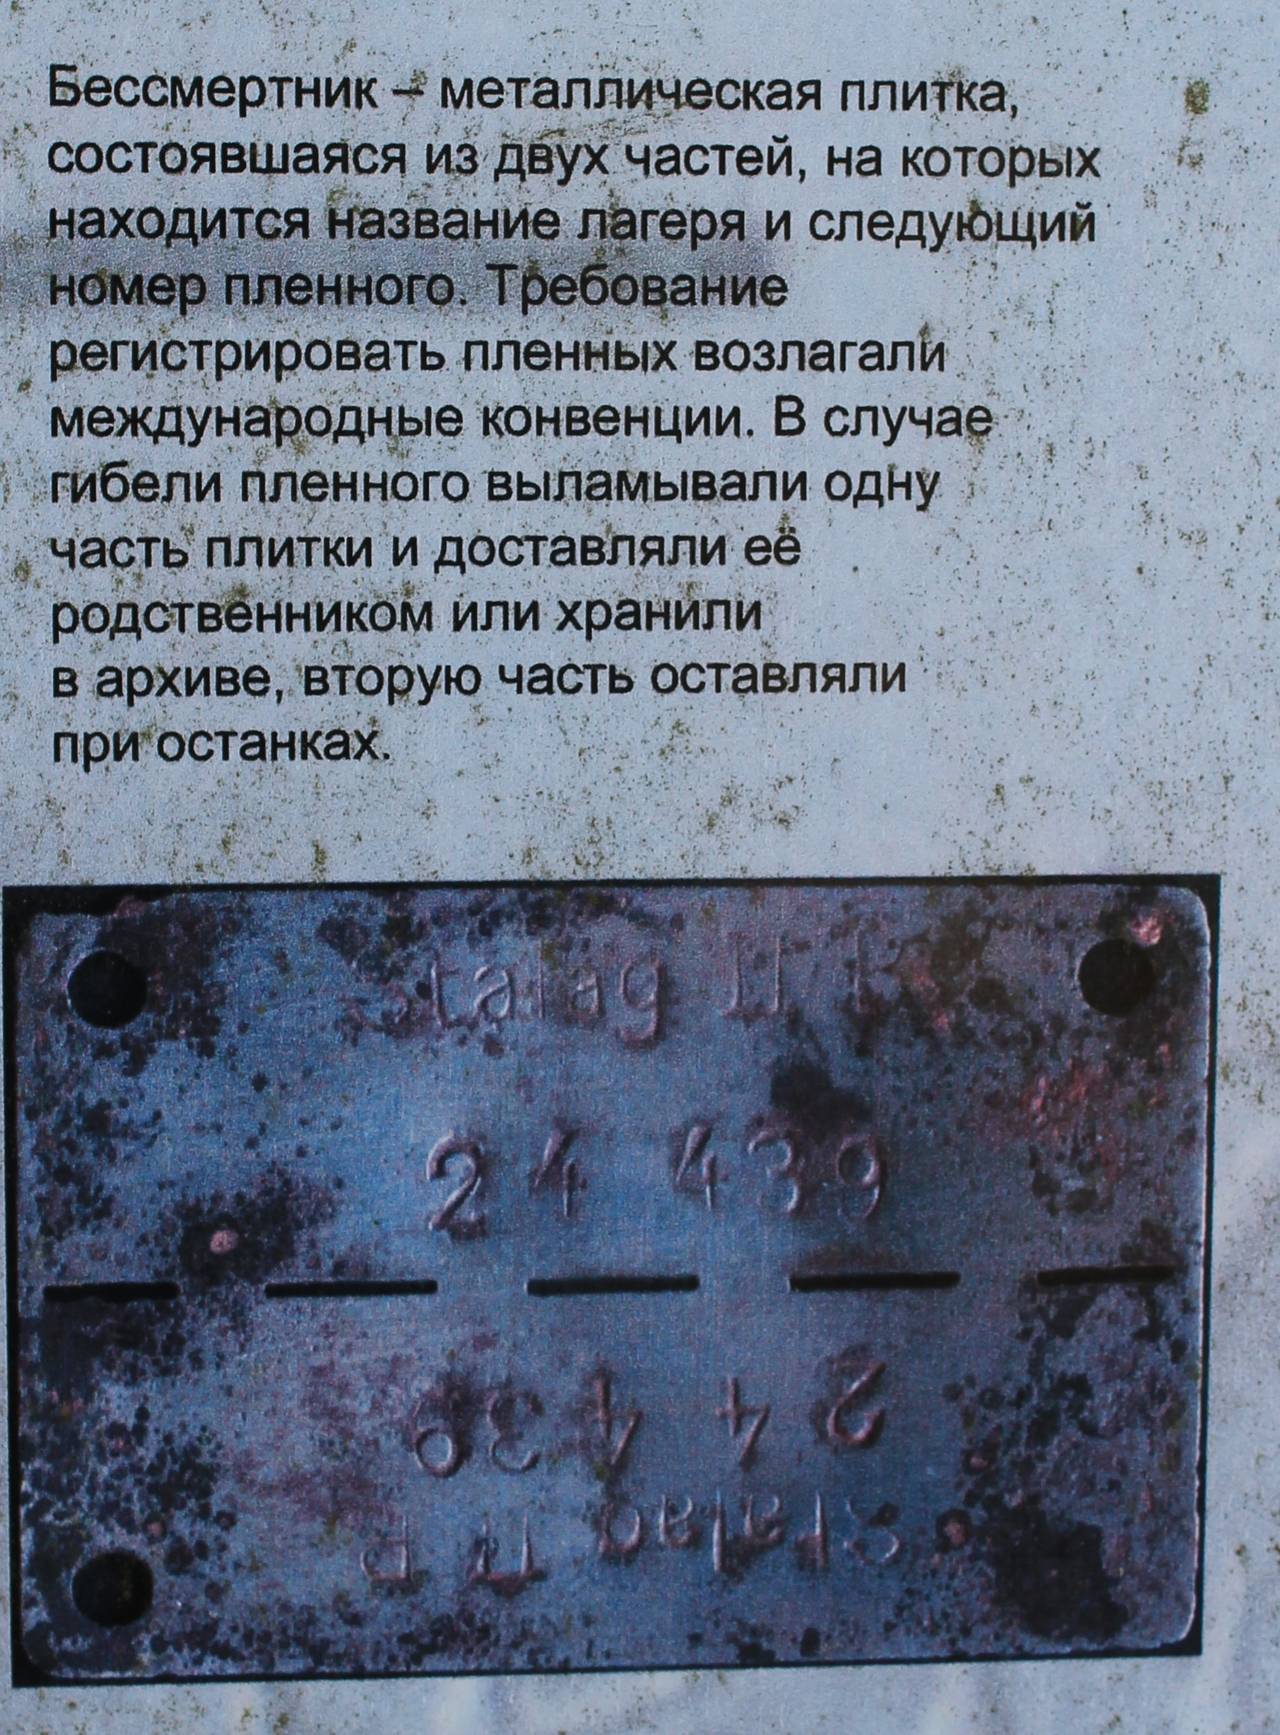 Бессмертник – металлическая плитка,
состоявшаяся из двух частей, на которых
находится название лагеря и следующий
номер пленного. Требование
регистрировать пленных возлагали
международные конвенции. В случае
гибели пленного выламывали одну
часть плитки и доставляли её
родственником или хранили
в архиве, вторую часть оставляли
при останках.
Stalag II
24 439
24 439
Stalag II B